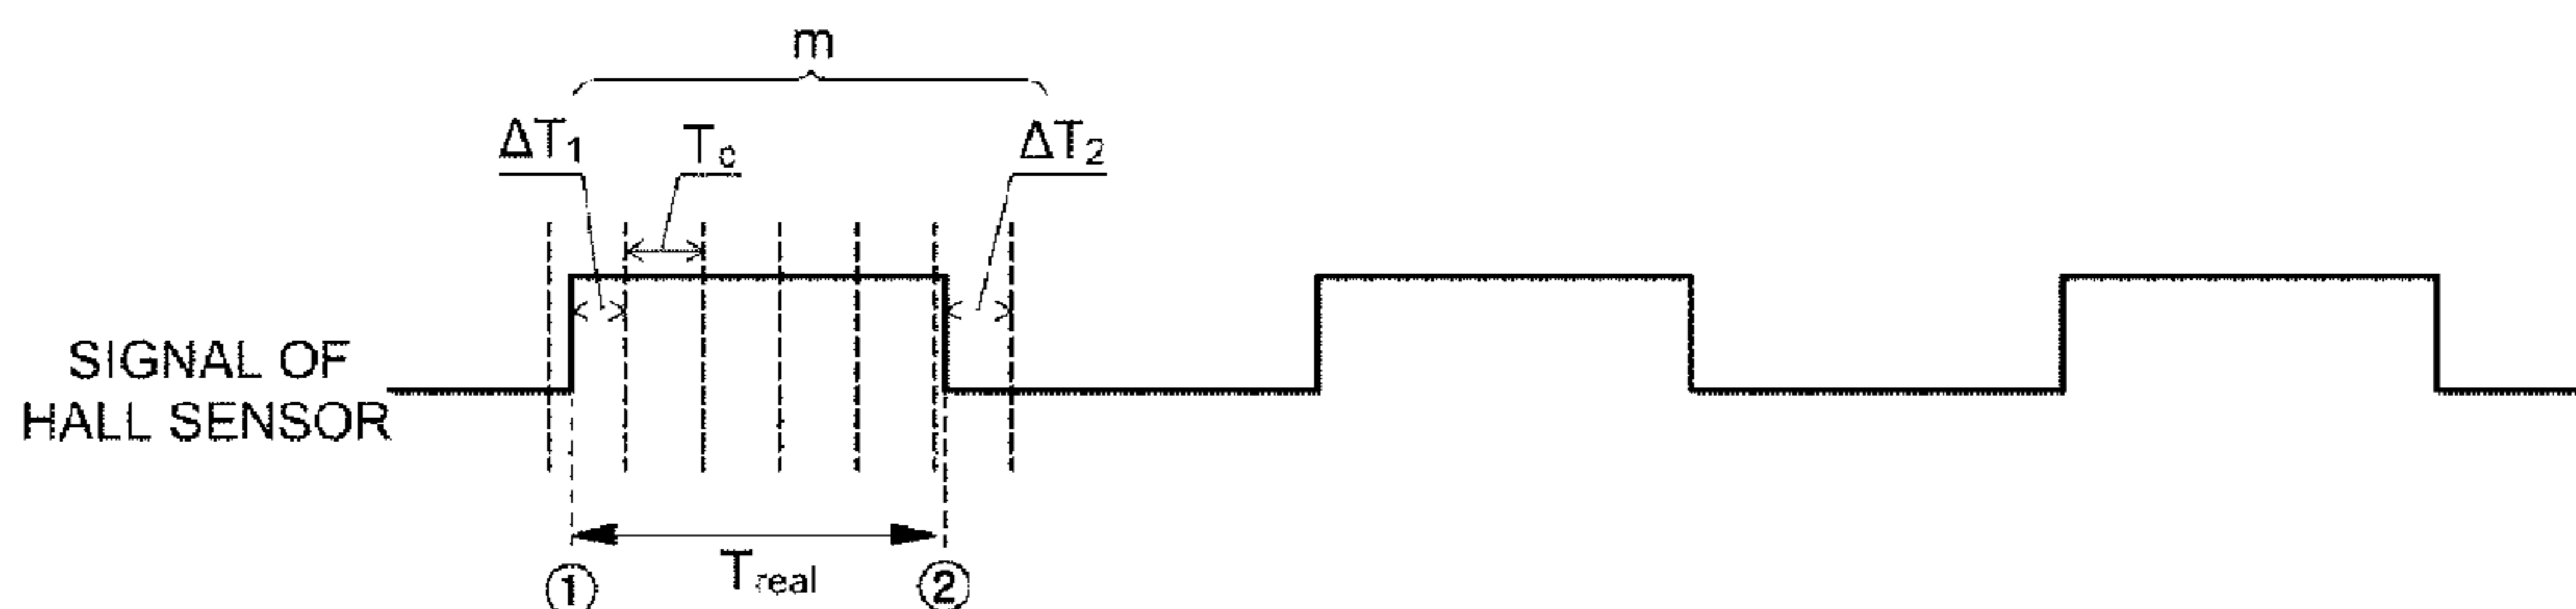 m
ΔT₁ Tc ΔT₂
SIGNAL OF
HALL SENSOR
Treal
① ②